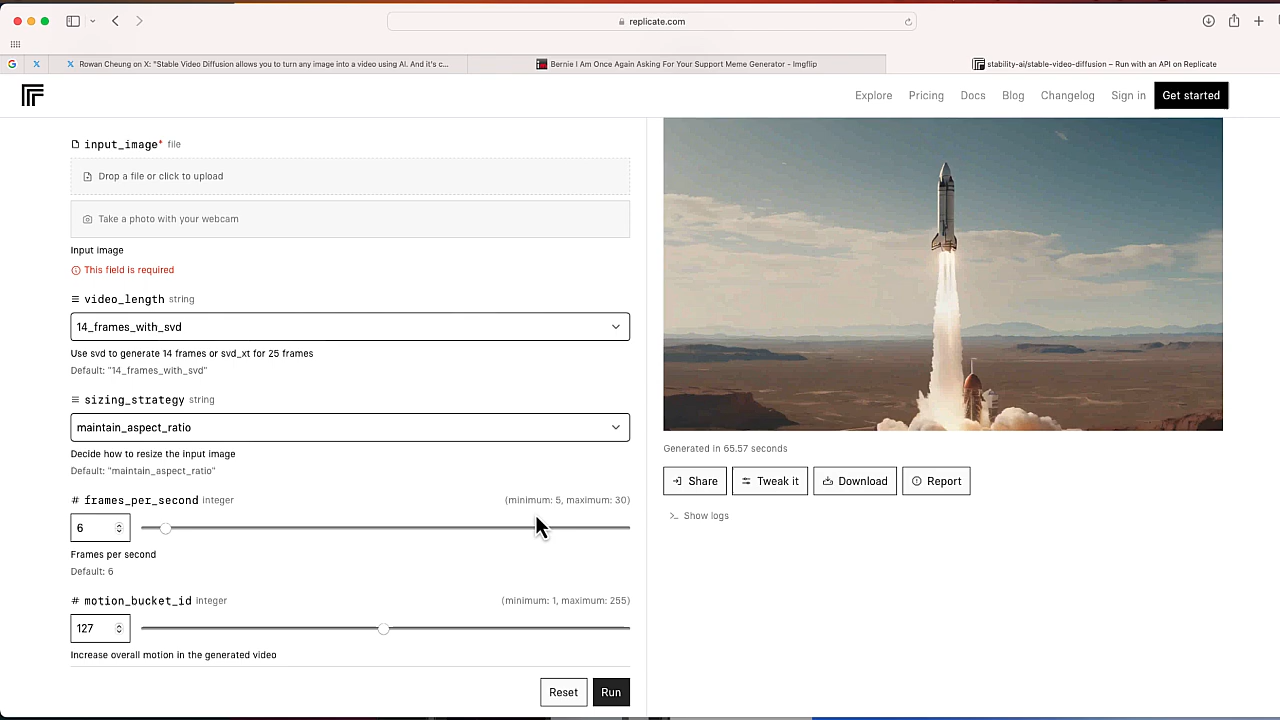 replicate.com
Rowan Cheung on X: "Stable Video Diffusion allows you to turn any image into a video using AI. And it's c...
Bernie I Am Once Again Asking For Your Support Meme Generator - Imgflip
stability-ai/stable-video-diffusion – Run with an API on Replicate
Explore Pricing Docs Blog Changelog Sign in Get started
input_image* file
Drop a file or click to upload
Take a photo with your webcam
Input image
This field is required
video_length string
14_frames_with_svd
Use svd to generate 14 frames or svd_xt for 25 frames
Default: "14_frames_with_svd"
sizing_strategy string
maintain_aspect_ratio
Decide how to resize the input image
Default: "maintain_aspect_ratio"
# frames_per_second integer (minimum: 5, maximum: 30)
6
Frames per second
Default: 6
# motion_bucket_id integer (minimum: 1, maximum: 255)
127
Increase overall motion in the generated video
Reset Run
Generated in 65.57 seconds
Share Tweak it Download Report
Show logs